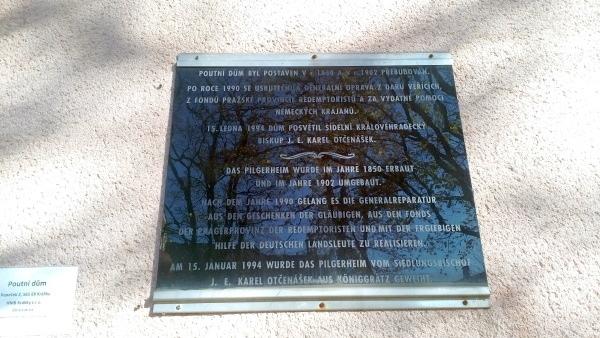 POUTNÍ DŮM BYL POSTAVEN V r. A V r. 1902 PŘEBUDOVÁN.
PO ROCE 1990 SE USKUTEČNILA GENERÁLNÍ OPRAVA Z DARŮ VĚŘÍCÍCH,
Z FONDŮ PRAŽSKÉ PROVINCIE REDEMPTORISTŮ A ZA VYDATNÉ POMOCI
NĚMECKÝCH KRAJANŮ.
15. LEDNA 1994 DŮM POSVĚTIL SÍDELNÍ KRÁLOVÉHRADECKÝ
BISKUP J. E. KAREL OTČENÁŠEK.
DAS PILGERHEIM WURDE IM JAHRE 1850 ERBAUT
UND IM JAHRE 1902 UMGEBAUT.
NACH DEM JAHRE 1990 GELANG ES DIE GENERALREPARATUR
AUS DEN GESCHENKEN DER GLÄUBIGEN, AUS DEN FONDS
DER PRAGERPROVINZ DER REDEMPTORISTEN UND MIT DER ERGIEBIGEN
HILFE DER DEUTSCHEN LANDSLEUTE ZU REALISIEREN.
AM 15. JANUAR 1994 WURDE DAS PILGERHEIM VOM SIEDLUNGSBISCHOF
J. E. KAREL OTČENÁŠEK AUS KÖNIGGRÄTZ GEWEIHT.
Poutní dům